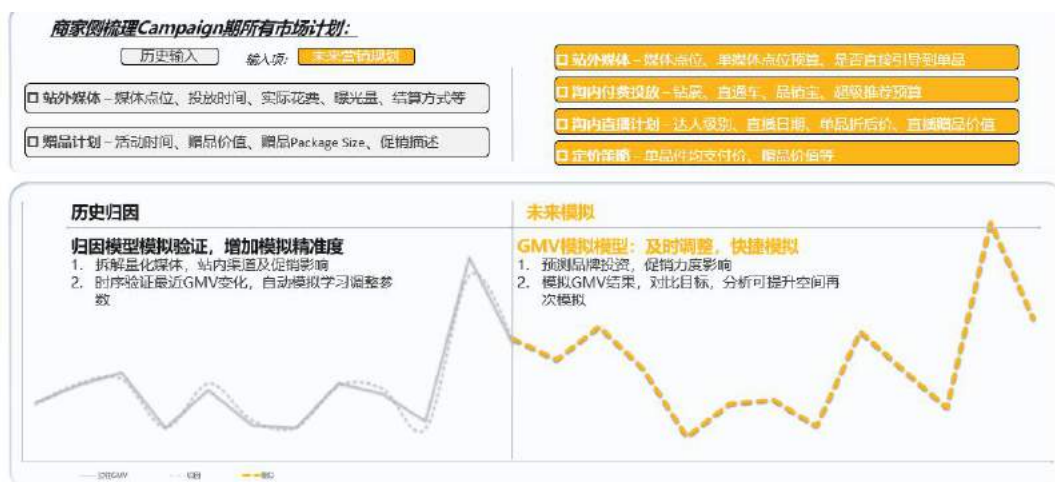 商家侧梳理Campaign期所有市场计划:
历史输入
输入项:
未来营销规划
站外媒体 – 媒体点位、投放时间、实际花费、曝光量、结算方式等
赠品计划 – 活动时间、赠品价值、赠品Package Size、促销描述
站外媒体 – 媒体点位、单媒体点位预算、是否直接引导到单品
淘内付费投放 – 钻展、直通车、品销宝、超级推荐预算
淘内直播计划 – 达人级别、直播日期、单品折后价、直播赠品价值
定价策略 – 单品件均支付价、赠品价值等
历史归因
归因模型模拟验证，增加模拟精准度
1. 拆解量化媒体，站内渠道及促销影响
2. 时序验证最近GMV变化，自动模拟学习调整参
数
未来模拟
GMV模拟模型：及时调整，快捷模拟
1. 预测品牌投资，促销力度影响
2. 模拟GMV结果，对比目标，分析可提升空间再
次模拟